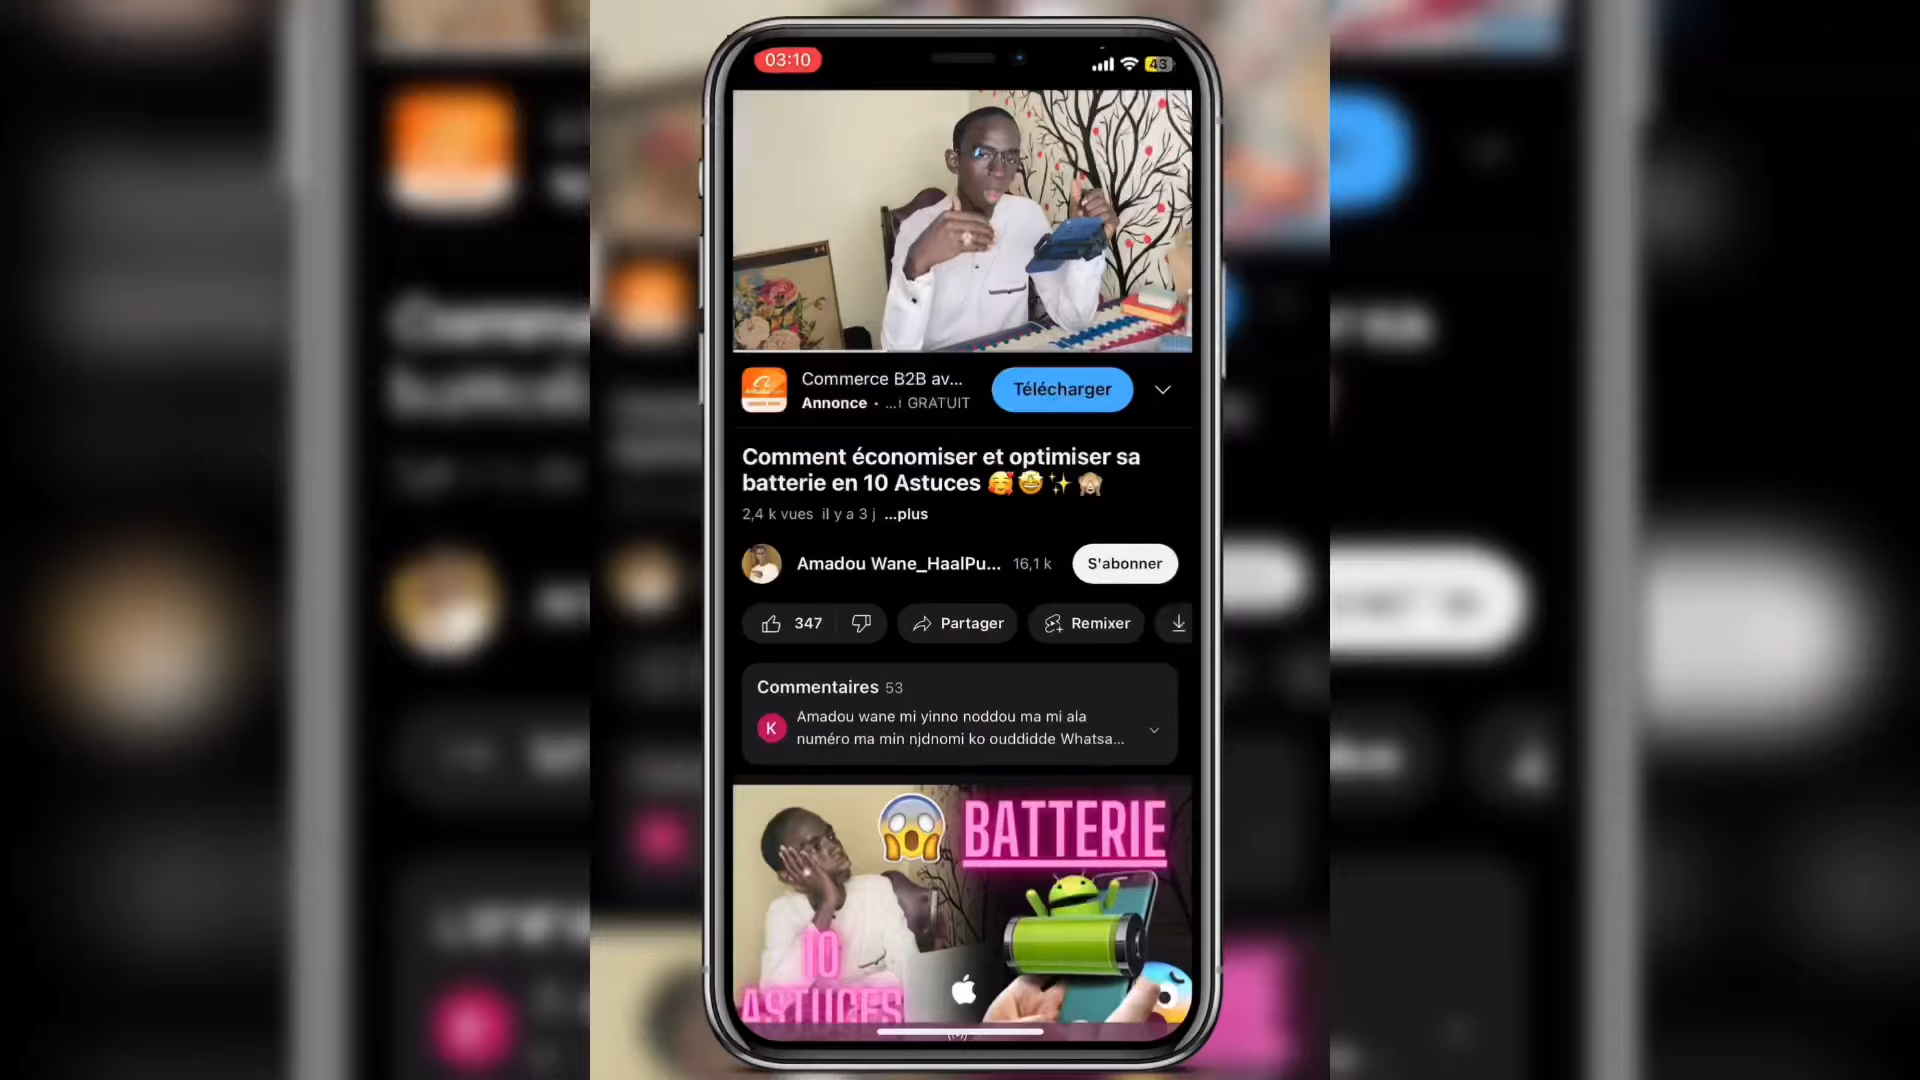 03:10
43
Commerce B2B av...
Télécharger
Annonce • ...i GRATUIT
Comment économiser et optimiser sa
batterie en 10 Astuces 🥰🤩✨🙈
2,4 k vues il y a 3 j ...plus
Amadou Wane_HaalPu... 16,1 k
S'abonner
347
Partager
Remixer
Commentaires 53
K
Amadou wane mi yinno noddou ma mi ala
numéro ma min njdnomi ko ouddidde Whatsa...
BATTERIE
10
ASTUCES